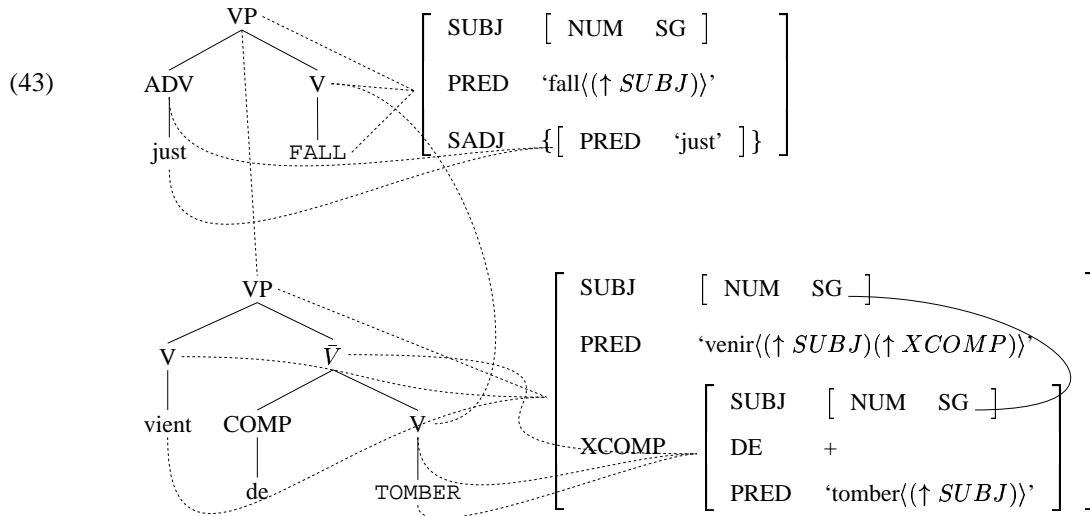 VP
SUBJ [ NUM SG ]
(43) ADV V PRED ‘fall⟨(↑ SUBJ)⟩’
just FALL SADJ {[ PRED ‘just’ ]}
VP SUBJ [ NUM SG ]
V V̄ PRED ‘venir⟨(↑ SUBJ)(↑ XCOMP)⟩’
SUBJ [ NUM SG ]
vient COMP V XCOMP DE +
de TOMBER PRED ‘tomber⟨(↑ SUBJ)⟩’